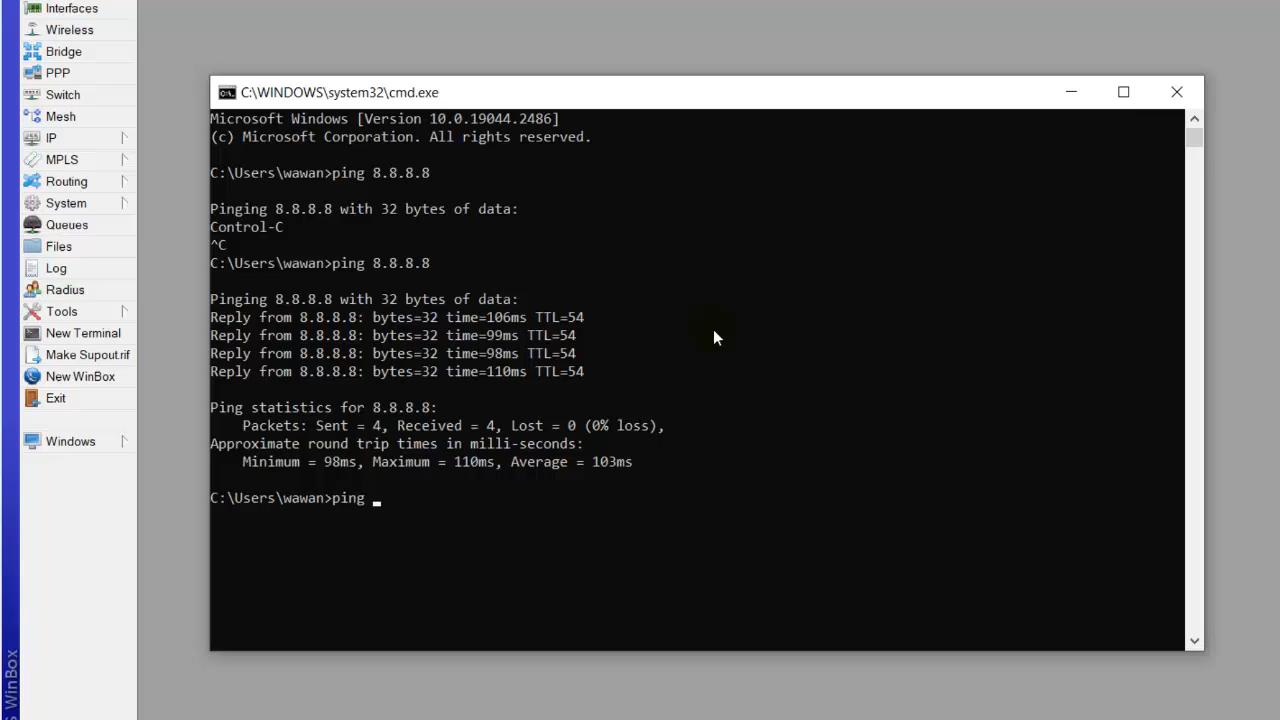 Interfaces
Wireless
Bridge
PPP
Switch
Mesh
IP
MPLS
Routing
System
Queues
Files
Log
Radius
Tools
New Terminal
Make Supout.rif
New WinBox
Exit
Windows
s WinBox
C:\WINDOWS\system32\cmd.exe
Microsoft Windows [Version 10.0.19044.2486]
(c) Microsoft Corporation. All rights reserved.
C:\Users\wawan>ping 8.8.8.8
Pinging 8.8.8.8 with 32 bytes of data:
Control-C
^C
C:\Users\wawan>ping 8.8.8.8
Pinging 8.8.8.8 with 32 bytes of data:
Reply from 8.8.8.8: bytes=32 time=106ms TTL=54
Reply from 8.8.8.8: bytes=32 time=99ms TTL=54
Reply from 8.8.8.8: bytes=32 time=98ms TTL=54
Reply from 8.8.8.8: bytes=32 time=110ms TTL=54
Ping statistics for 8.8.8.8:
Packets: Sent = 4, Received = 4, Lost = 0 (0% loss),
Approximate round trip times in milli-seconds:
Minimum = 98ms, Maximum = 110ms, Average = 103ms
C:\Users\wawan>ping _